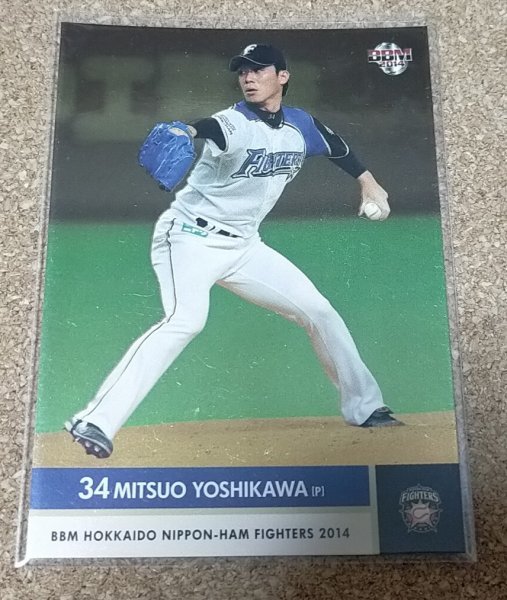 BBM
2014
F
FIGHTERS
34 MITSUO YOSHIKAWA [P]
FIGHTERS
BBM HOKKAIDO NIPPON-HAM FIGHTERS 2014